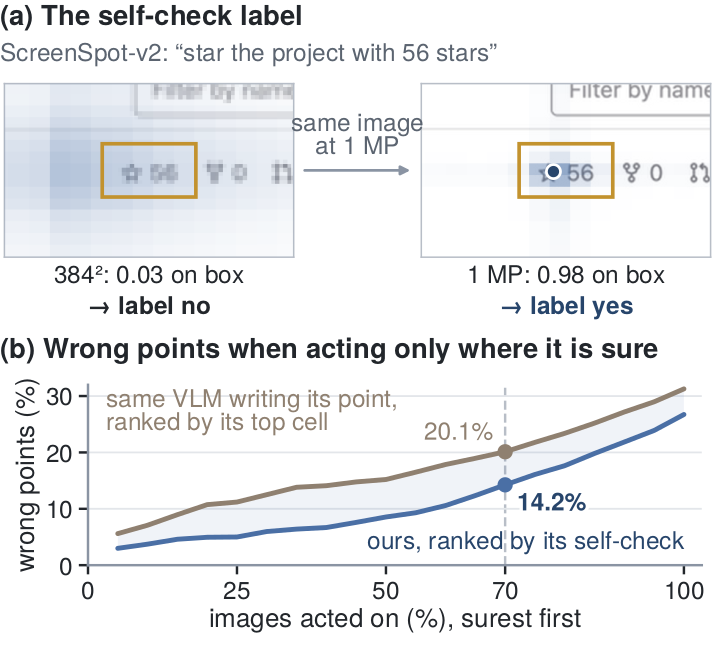 (a) The self-check label
ScreenSpot-v2: “star the project with 56 stars”
Filter by name
56 0
same image
at 1 MP
Filter by name
56 0
384²: 0.03 on box
→ label no
1 MP: 0.98 on box
→ label yes
(b) Wrong points when acting only where it is sure
wrong points (%)
30
20
10
0
same VLM writing its point,
ranked by its top cell
20.1%
14.2%
ours, ranked by its self-check
0 25 50 70 100
images acted on (%), surest first